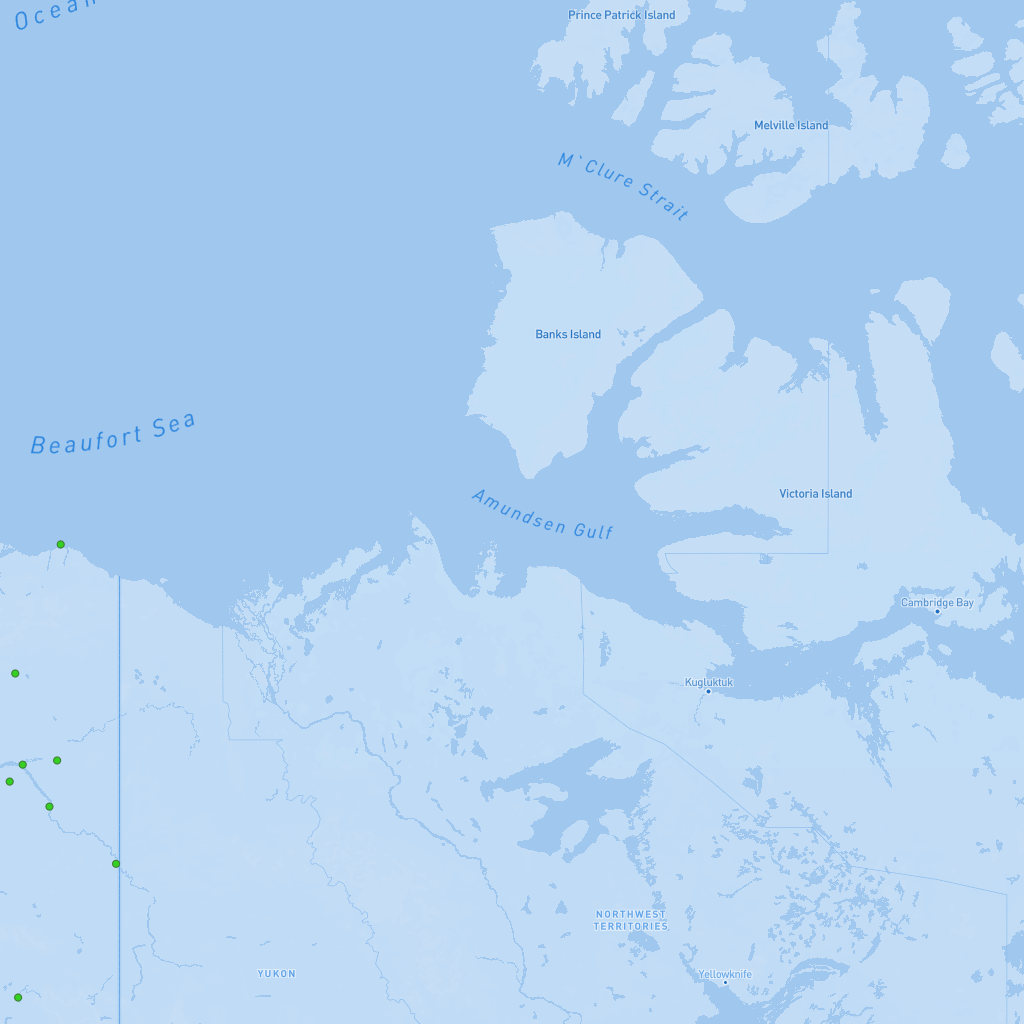 Ocean
Prince Patrick Island
Melville Island
M`Clure Strait
Banks Island
Beaufort Sea
Victoria Island
Amundsen Gulf
Cambridge Bay
Kugluktuk
NORTHWEST
TERRITORIES
YUKON
Yellowknife